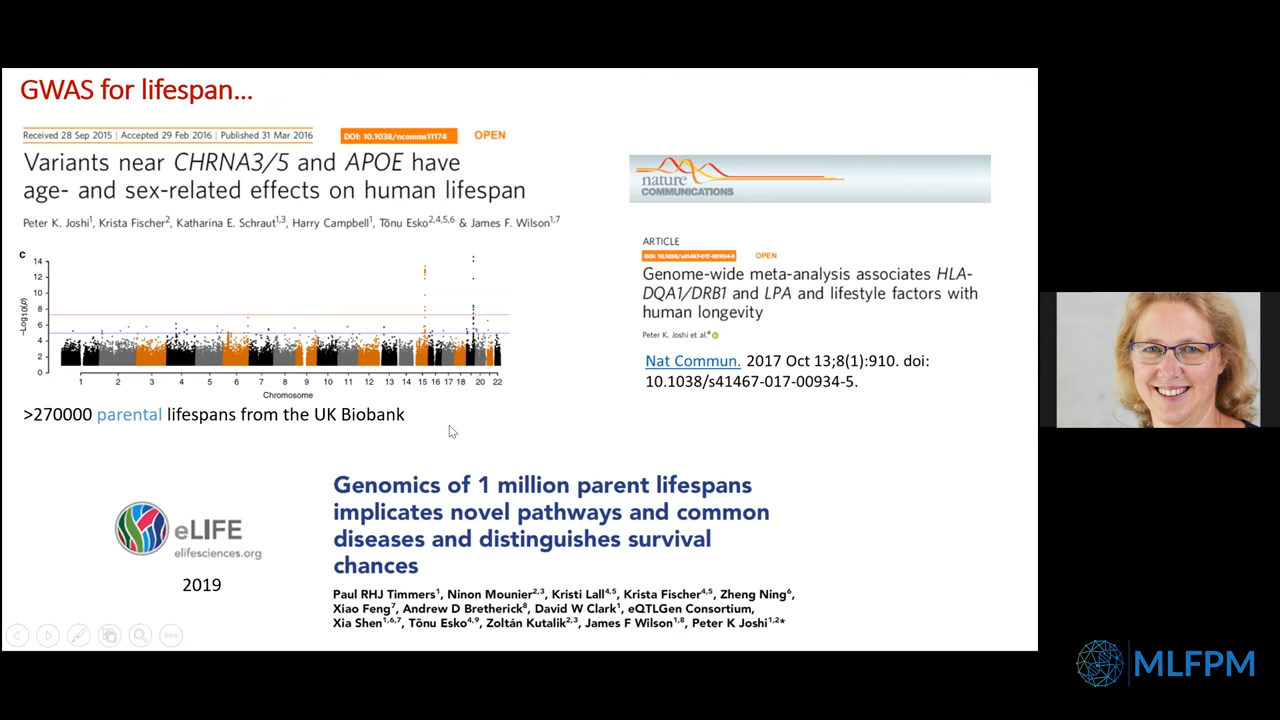 GWAS for lifespan...
Received 28 Sep 2015 | Accepted 29 Feb 2016 | Published 31 Mar 2016
DOI: 10.1038/ncomms11174
OPEN
Variants near CHRNA3/5 and APOE have
age- and sex-related effects on human lifespan
Peter K. Joshi1, Krista Fischer2, Katharina E. Schraut1,3, Harry Campbell1, Tõnu Esko2,4,5,6 & James F. Wilson1,7
c
14
12
10
8
6
4
2
0
–Log10(p)
1 2 3 4 5 6 7 8 9 10 11 12 13 14 15 16 17 18 20 22
Chromosome
>270000 parental lifespans from the UK Biobank
nature
COMMUNICATIONS
ARTICLE
DOI: 10.1038/s41467-017-00934-5
OPEN
Genome-wide meta-analysis associates HLA-
DQA1/DRB1 and LPA and lifestyle factors with
human longevity
Peter K. Joshi et al.#
Nat Commun. 2017 Oct 13;8(1):910. doi:
10.1038/s41467-017-00934-5.
eLIFE
elifesciences.org
2019
Genomics of 1 million parent lifespans
implicates novel pathways and common
diseases and distinguishes survival
chances
Paul RHJ Timmers1, Ninon Mounier2,3, Kristi Lall4,5, Krista Fischer4,5, Zheng Ning6,
Xiao Feng7, Andrew D Bretherick8, David W Clark1, eQTLGen Consortium,
Xia Shen1,6,7, Tõnu Esko4,9, Zoltán Kutalik2,3, James F Wilson1,8, Peter K Joshi1,2*
MLFPM